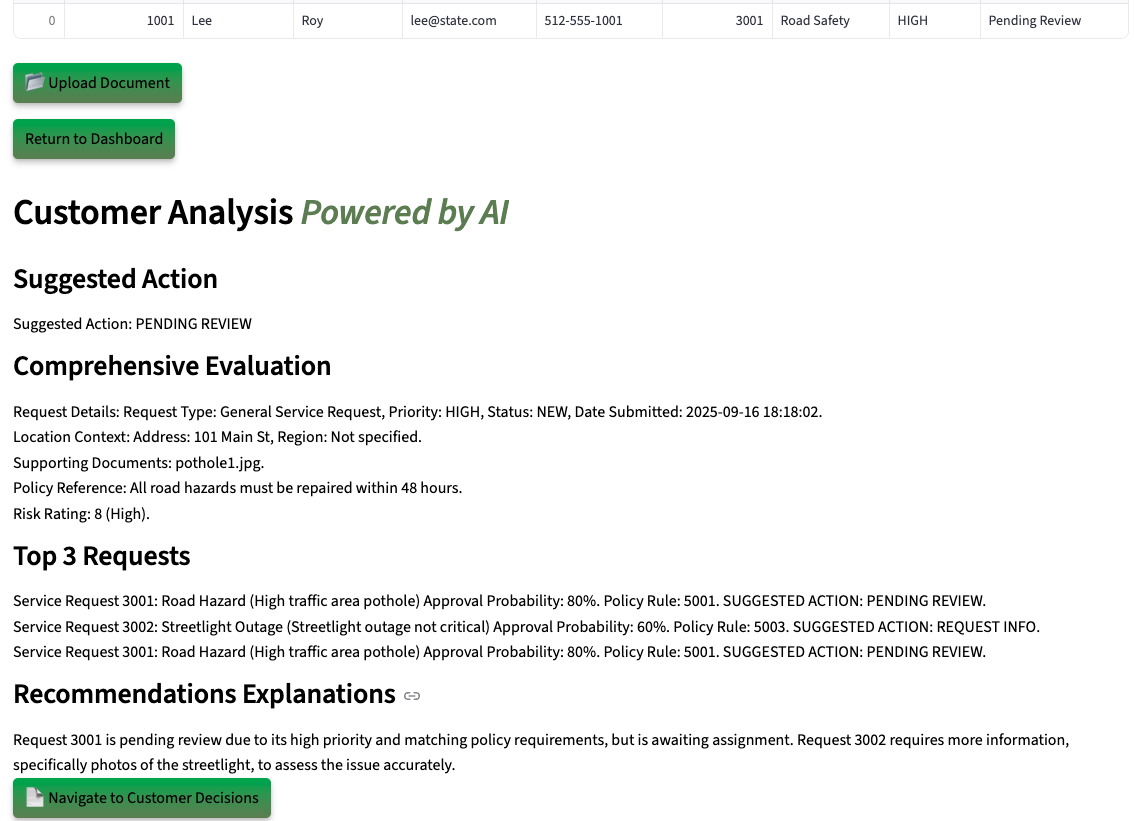 0 1001 Lee Roy lee@state.com 512-555-1001 3001 Road Safety HIGH Pending Review
Upload Document
Return to Dashboard
Customer Analysis Powered by AI
Suggested Action
Suggested Action: PENDING REVIEW
Comprehensive Evaluation
Request Details: Request Type: General Service Request, Priority: HIGH, Status: NEW, Date Submitted: 2025-09-16 18:18:02.
Location Context: Address: 101 Main St, Region: Not specified.
Supporting Documents: pothole1.jpg.
Policy Reference: All road hazards must be repaired within 48 hours.
Risk Rating: 8 (High).
Top 3 Requests
Service Request 3001: Road Hazard (High traffic area pothole) Approval Probability: 80%. Policy Rule: 5001. SUGGESTED ACTION: PENDING REVIEW.
Service Request 3002: Streetlight Outage (Streetlight outage not critical) Approval Probability: 60%. Policy Rule: 5003. SUGGESTED ACTION: REQUEST INFO.
Service Request 3001: Road Hazard (High traffic area pothole) Approval Probability: 80%. Policy Rule: 5001. SUGGESTED ACTION: PENDING REVIEW.
Recommendations Explanations
Request 3001 is pending review due to its high priority and matching policy requirements, but is awaiting assignment. Request 3002 requires more information,
specifically photos of the streetlight, to assess the issue accurately.
Navigate to Customer Decisions